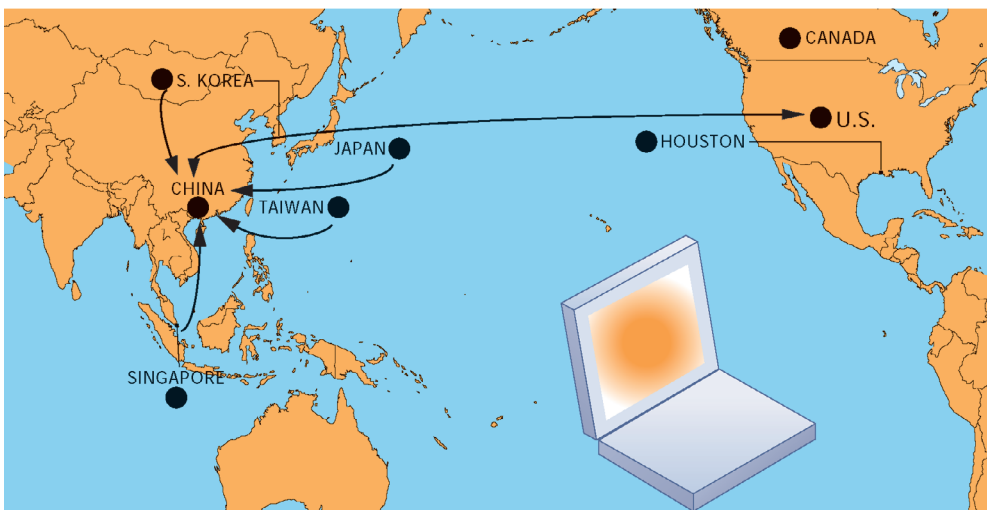 CANADA
S. KOREA
U.S.
JAPAN
HOUSTON
CHINA
TAIWAN
SINGAPORE